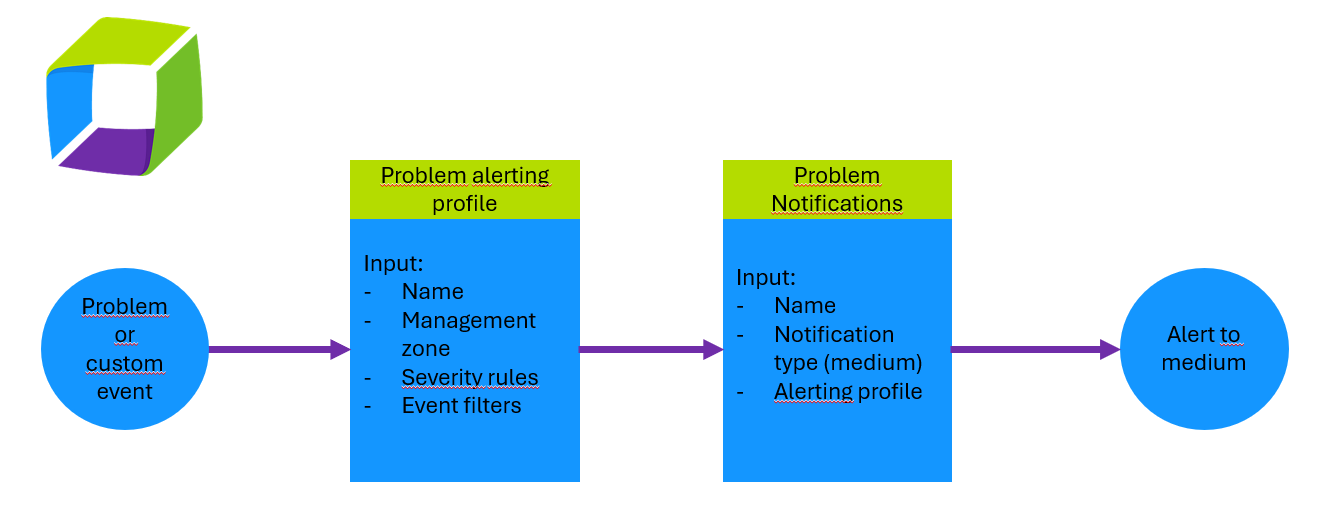 Problem alerting
profile
Problem
Notifications
Problem
or
custom
event
Input:
- Name
- Management
zone
- Severity rules
- Event filters
Input:
- Name
- Notification
type (medium)
- Alerting profile
Alert to
medium